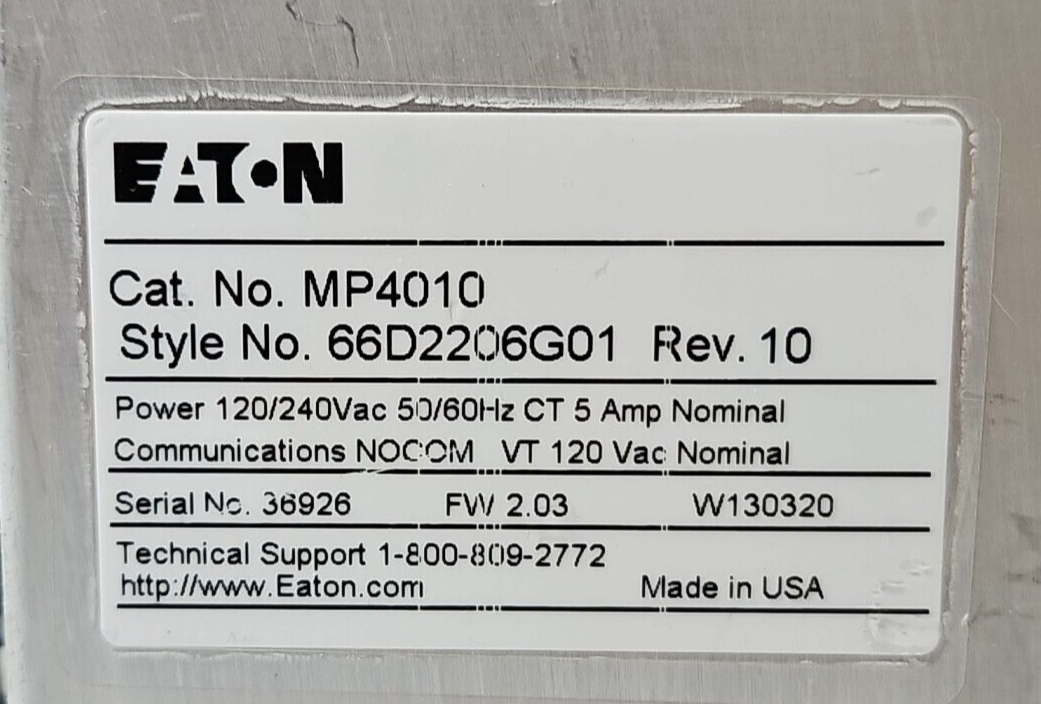 EATON
Cat. No. MP4010
Style No. 66D2206G01 Rev. 10
Power 120/240Vac 50/60Hz CT 5 Amp Nominal
Communications NOCOM VT 120 Vac Nominal
Serial No. 36926 FW 2.03 W130320
Technical Support 1-800-809-2772
http://www.Eaton.com Made in USA